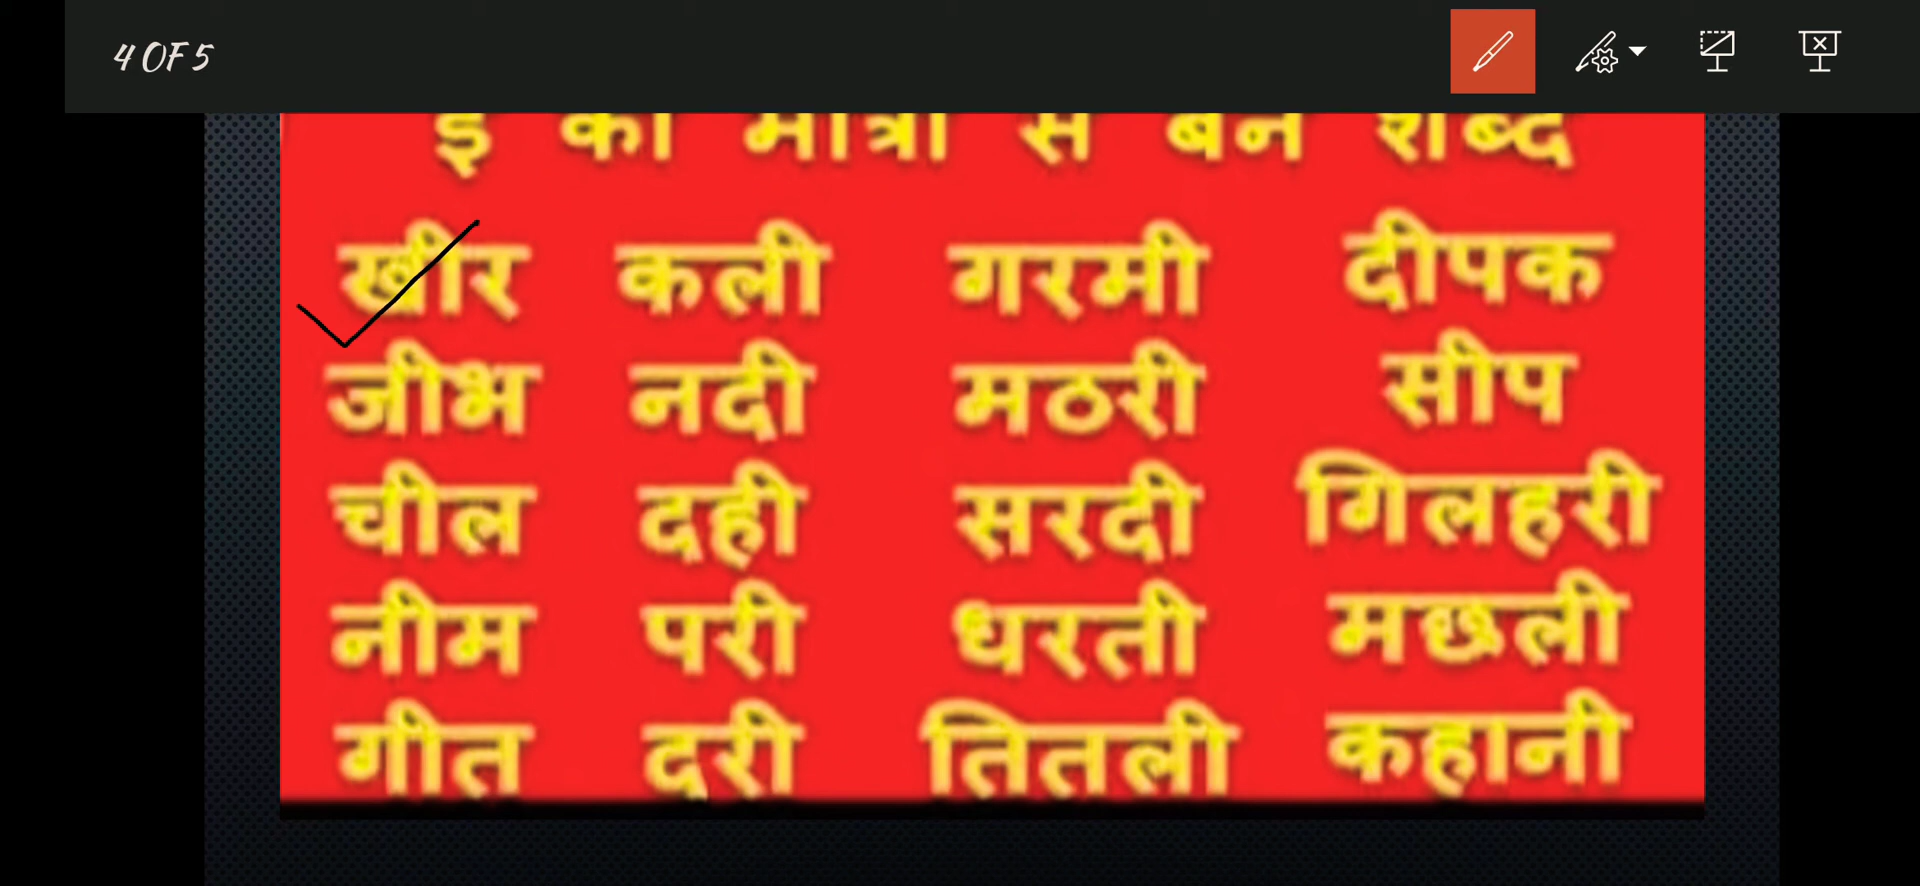 4 OF 5
ई की मात्रा से बने शब्द
खीर कली गरमी दीपक
जीभ नदी मठरी सीप
चील दही सरदी गिलहरी
नीम परी धरती मछली
गीत दरी तितली कहानी